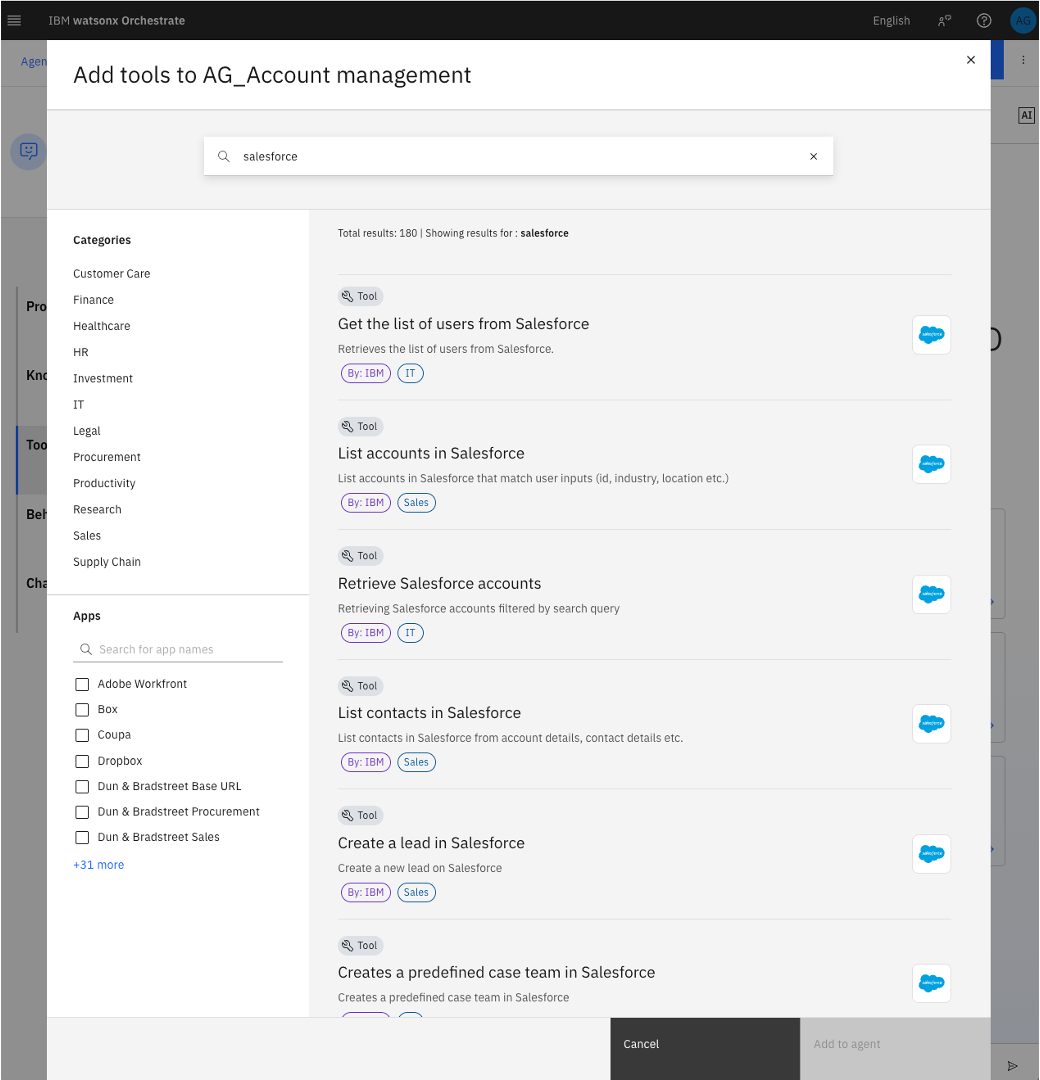 IBM watsonx Orchestrate
English
AG
Agen
Add tools to AG_Account management
AI
salesforce
Categories
Customer Care
Finance
Healthcare
HR
Investment
IT
Legal
Procurement
Productivity
Research
Sales
Supply Chain
Apps
Search for app names
Adobe Workfront
Box
Coupa
Dropbox
Dun & Bradstreet Base URL
Dun & Bradstreet Procurement
Dun & Bradstreet Sales
+31 more
Total results: 180 | Showing results for : salesforce
Tool
Get the list of users from Salesforce
Retrieves the list of users from Salesforce.
By: IBM IT
salesforce
Tool
List accounts in Salesforce
List accounts in Salesforce that match user inputs (id, industry, location etc.)
By: IBM Sales
salesforce
Tool
Retrieve Salesforce accounts
Retrieving Salesforce accounts filtered by search query
By: IBM IT
salesforce
Tool
List contacts in Salesforce
List contacts in Salesforce from account details, contact details etc.
By: IBM Sales
salesforce
Tool
Create a lead in Salesforce
Create a new lead on Salesforce
By: IBM Sales
salesforce
Tool
Creates a predefined case team in Salesforce
Creates a predefined case team in Salesforce
salesforce
Pro
Kno
Too
Beh
Cha
Cancel
Add to agent